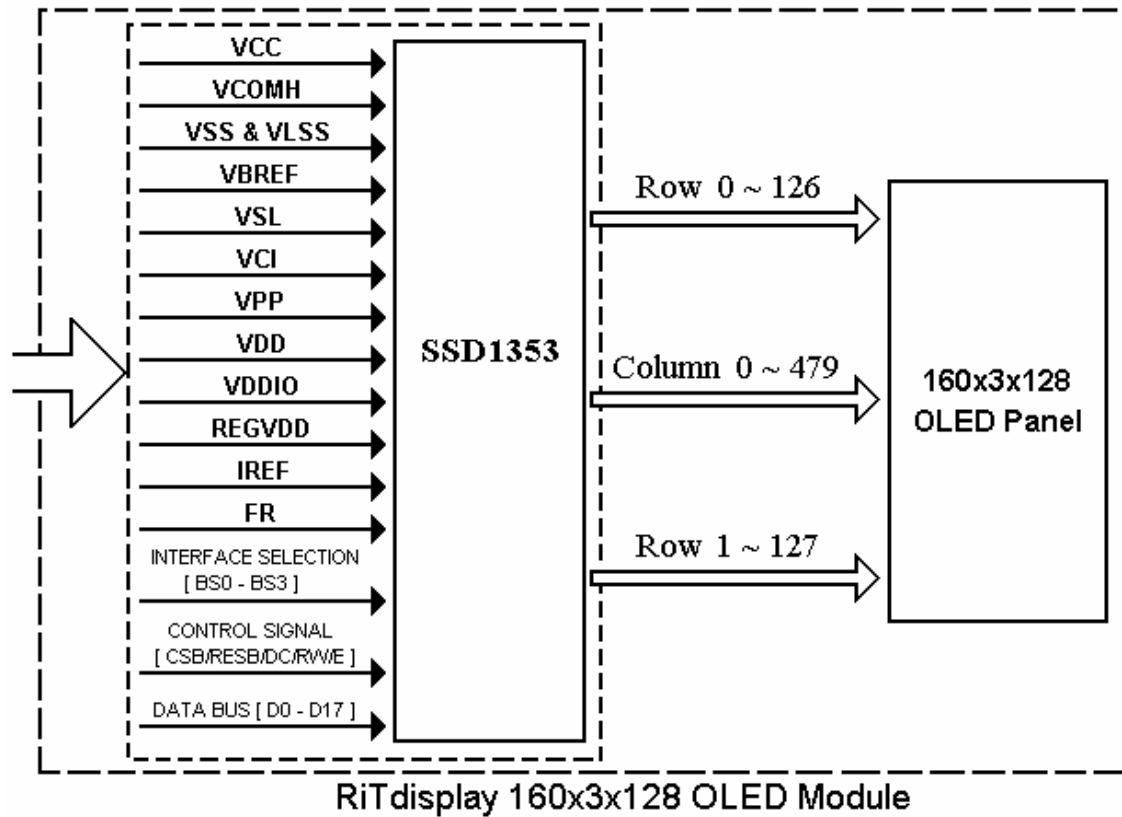 VCC
VCOMH
VSS & VLSS
VBREF
VSL
VCI
VPP
VDD
VDDIO
REGVDD
IREF
FR
INTERFACE SELECTION
[ BS0 - BS3 ]
CONTROL SIGNAL
[ CSB/RESB/DC/RW/E ]
DATA BUS [ D0 - D17 ]
SSD1353
Row 0 ~ 126
Column 0 ~ 479
Row 1 ~ 127
160x3x128
OLED Panel
RiTdisplay 160x3x128 OLED Module